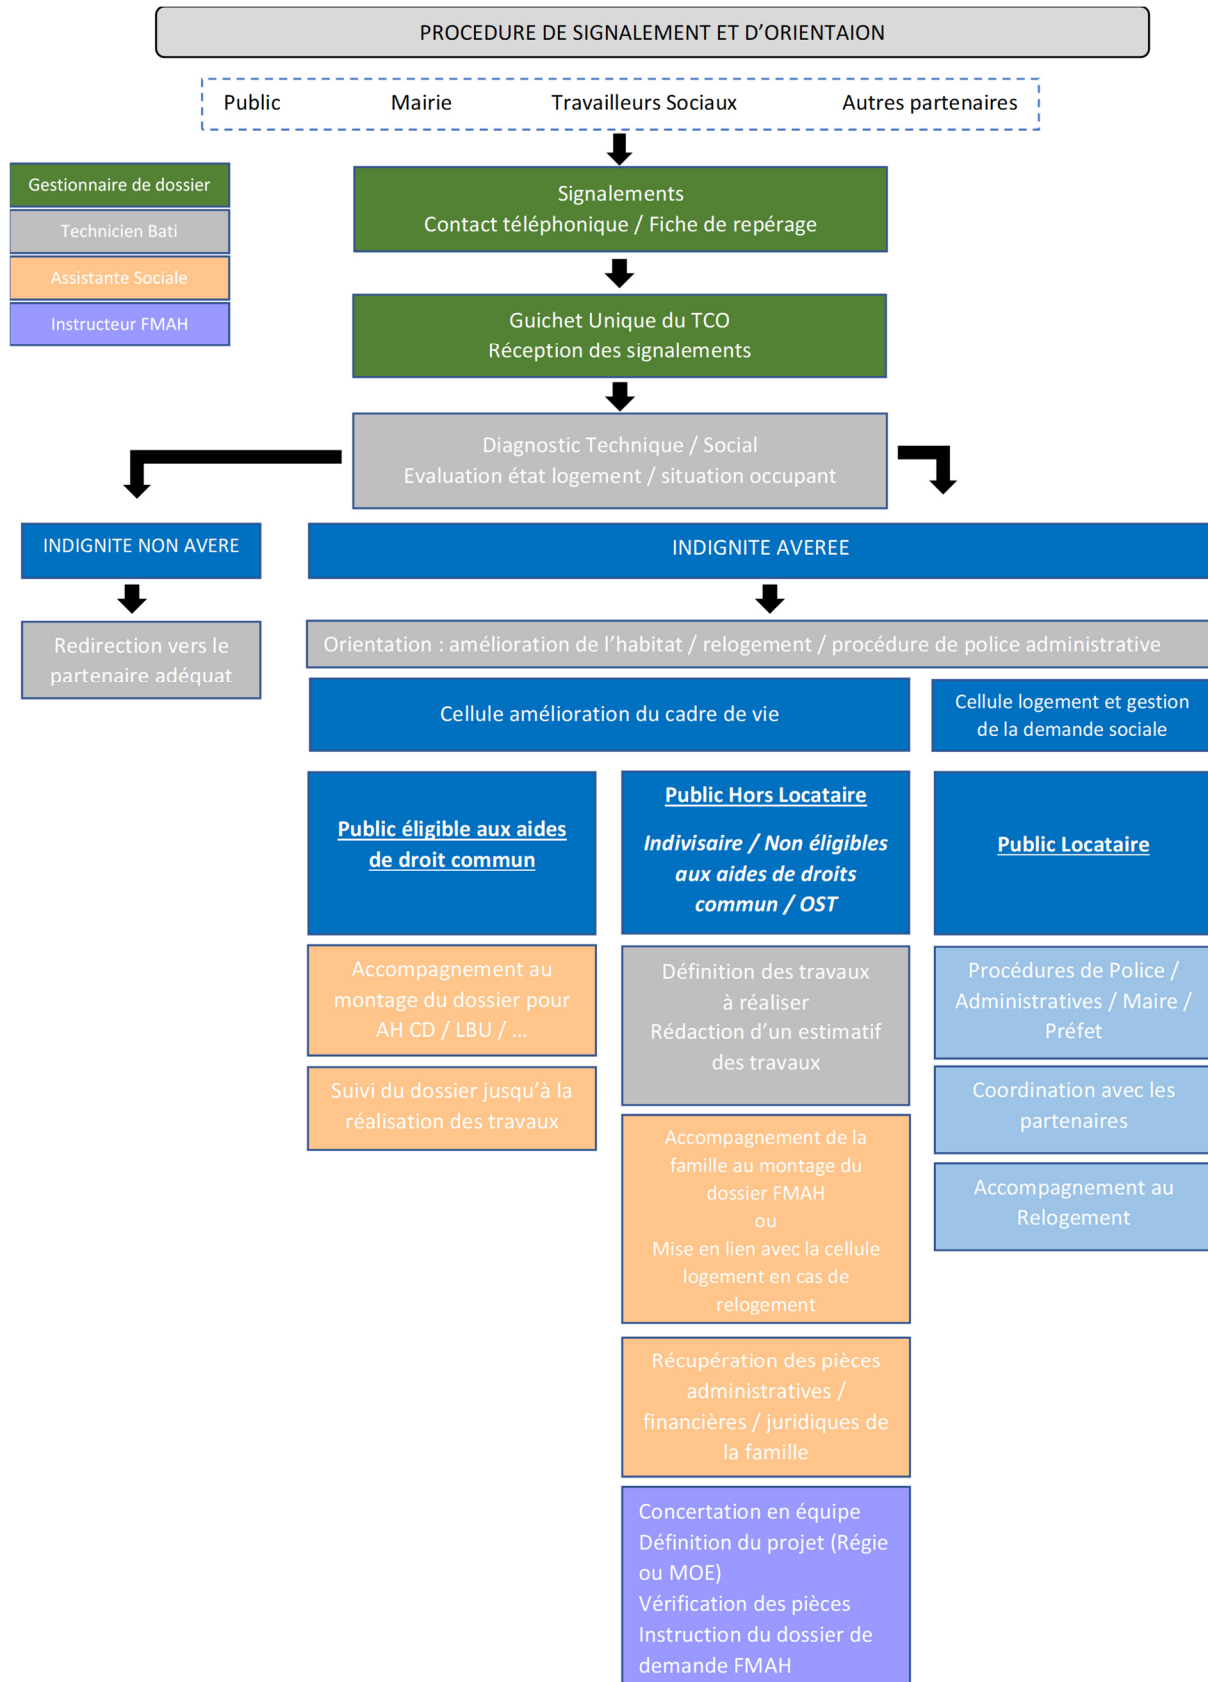 PROCEDURE DE SIGNALEMENT ET D'ORIENTAION
Public Mairie Travailleurs Sociaux Autres partenaires
Gestionnaire de dossier
Technicien Bati
Assistante Sociale
Instructeur FMAH
Signalements
Contact téléphonique / Fiche de repérage
Guichet Unique du TCO
Réception des signalements
Diagnostic Technique / Social
Evaluation état logement / situation occupant
INDIGNITE NON AVERE
Redirection vers le
partenaire adéquat
INDIGNITE AVEREE
Orientation : amélioration de l'habitat / relogement / procédure de police administrative
Cellule amélioration du cadre de vie
Cellule logement et gestion
de la demande sociale
Public éligible aux aides
de droit commun
Accompagnement au
montage du dossier pour
AH CD / LBU / ...
Suivi du dossier jusqu'à la
réalisation des travaux
Public Hors Locataire
Indivisaire / Non éligibles
aux aides de droits
commun / OST
Définition des travaux
à réaliser
Rédaction d'un estimatif
des travaux
Accompagnement de la
famille au montage du
dossier FMAH
ou
Mise en lien avec la cellule
logement en cas de
relogement
Récupération des pièces
administratives /
financières / juridiques de
la famille
Concertation en équipe
Définition du projet (Régie
ou MOE)
Vérification des pièces
Instruction du dossier de
demande FMAH
Public Locataire
Procédures de Police /
Administratives / Maire /
Préfet
Coordination avec les
partenaires
Accompagnement au
Relogement